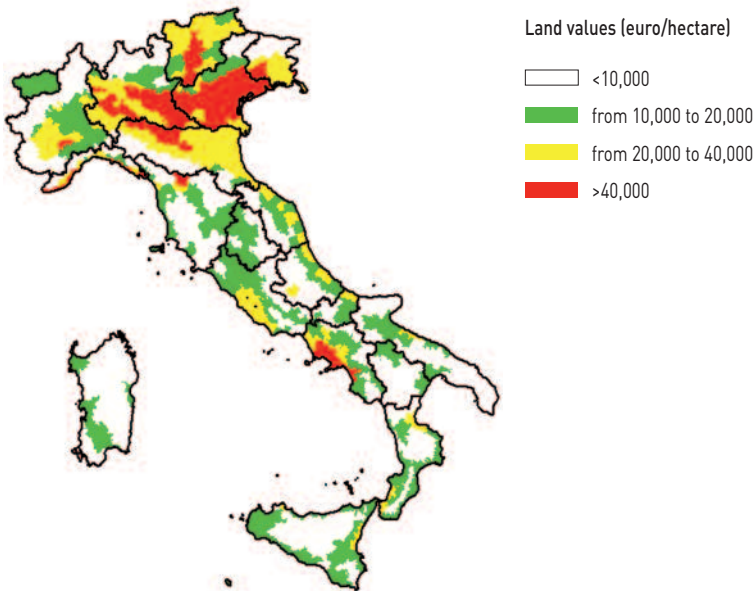 Land values (euro/hectare)
<10,000
from 10,000 to 20,000
from 20,000 to 40,000
>40,000